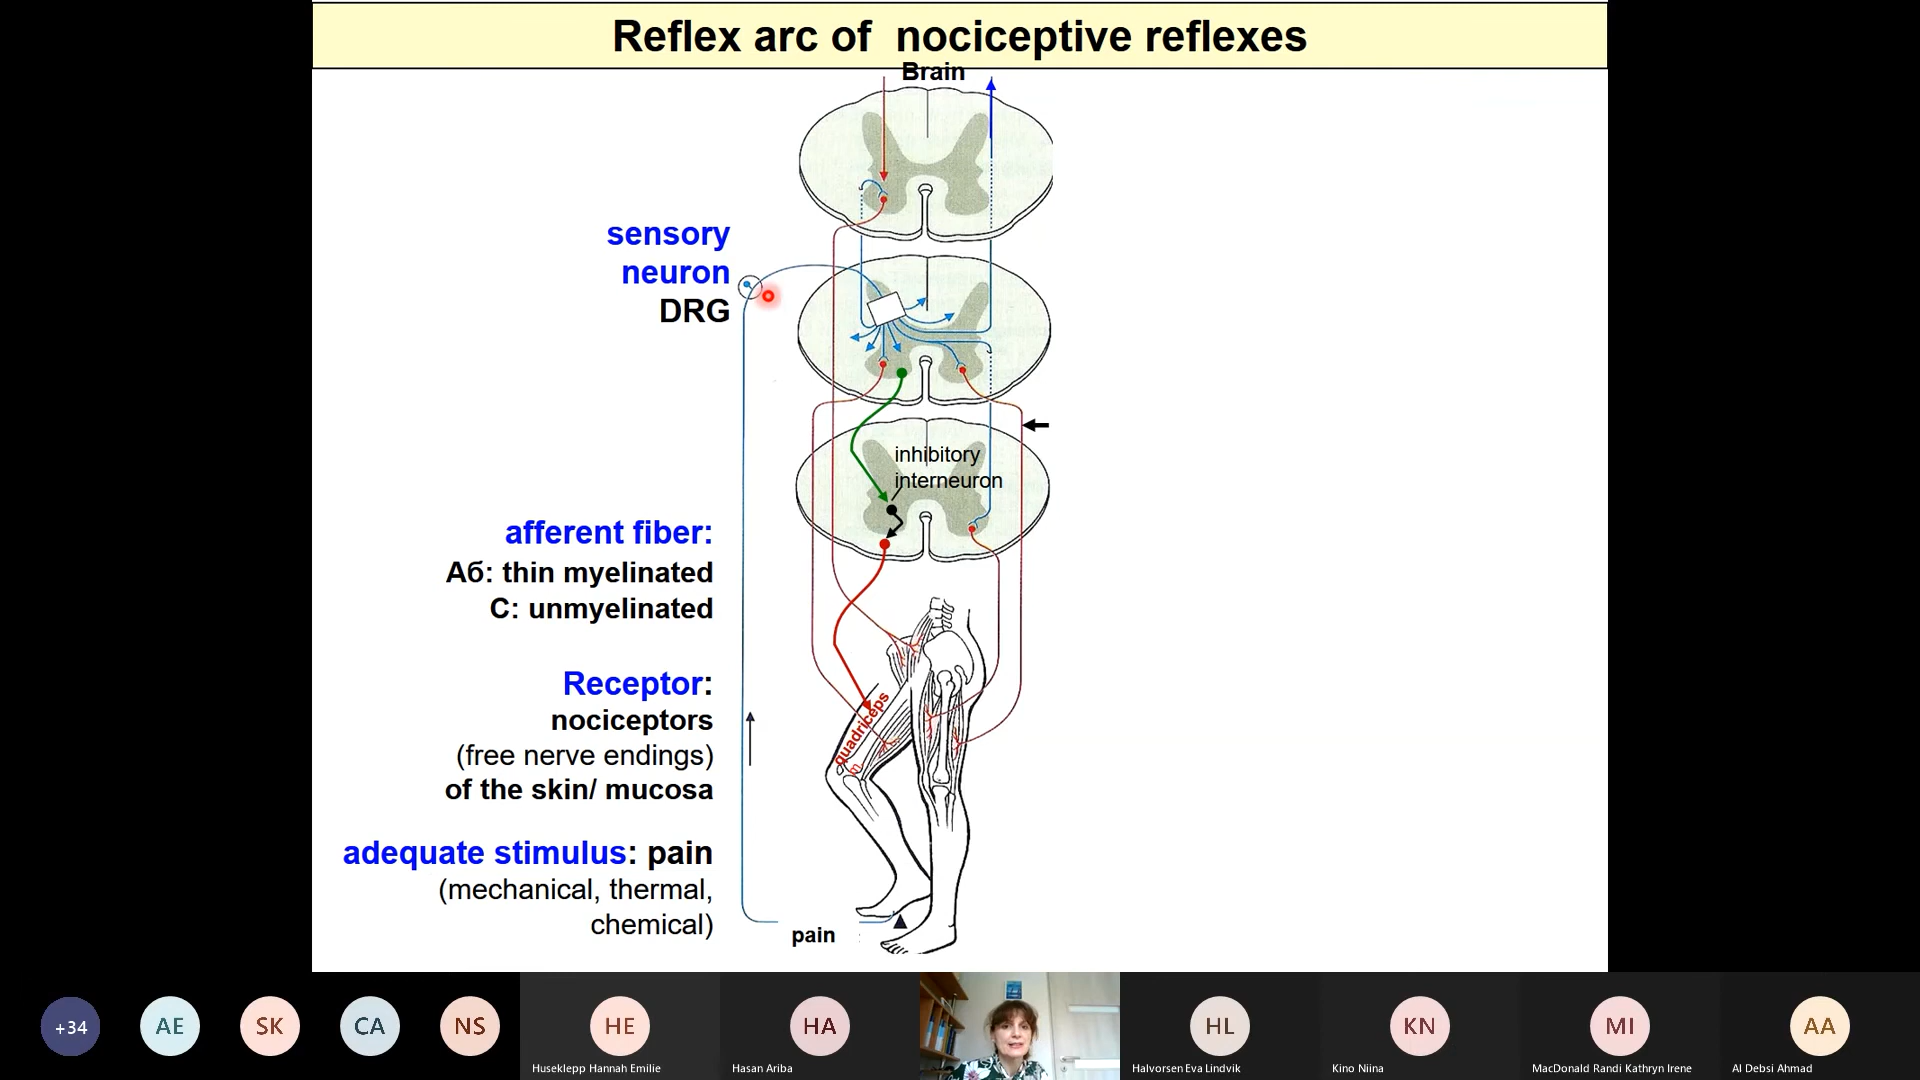 Reflex arc of nociceptive reflexes
Brain
sensory
neuron
DRG
inhibitory
interneuron
afferent fiber:
Aб: thin myelinated
C: unmyelinated
Receptor:
nociceptors
(free nerve endings)
of the skin/ mucosa
quadriceps
adequate stimulus: pain
(mechanical, thermal,
chemical)
pain
+34
AE
SK
CA
NS
HE
Huseklepp Hannah Emilie
HA
Hasan Ariba
HL
Halvorsen Eva Lindvik
KN
Kino Niina
MI
MacDonald Randi Kathryn Irene
AA
Al Debsi Ahmad